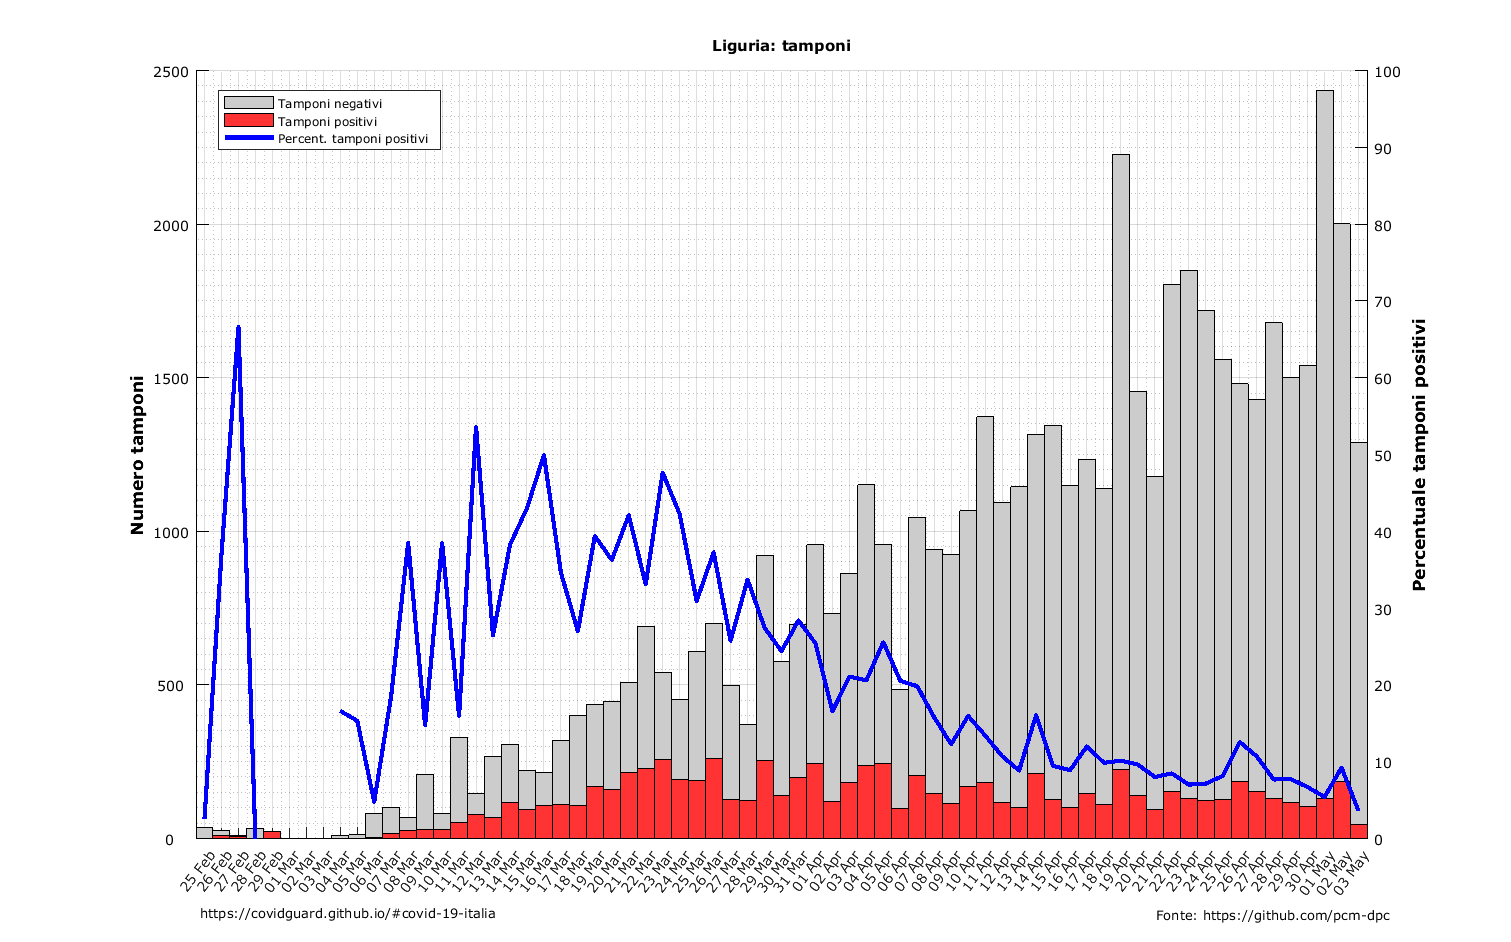 Liguria: tamponi
Tamponi negativi
Tamponi positivi
Percent. tamponi positivi
Numero tamponi
2500
2000
1500
1000
500
0
Percentuale tamponi positivi
100
90
80
70
60
50
40
30
20
10
0
25 Feb
26 Feb
27 Feb
28 Feb
29 Feb
01 Mar
02 Mar
03 Mar
04 Mar
05 Mar
06 Mar
07 Mar
08 Mar
09 Mar
10 Mar
11 Mar
12 Mar
13 Mar
14 Mar
15 Mar
16 Mar
17 Mar
18 Mar
19 Mar
20 Mar
21 Mar
22 Mar
23 Mar
24 Mar
25 Mar
26 Mar
27 Mar
28 Mar
29 Mar
30 Mar
31 Mar
01 Apr
02 Apr
03 Apr
04 Apr
05 Apr
06 Apr
07 Apr
08 Apr
09 Apr
10 Apr
11 Apr
12 Apr
13 Apr
14 Apr
15 Apr
16 Apr
17 Apr
18 Apr
19 Apr
20 Apr
21 Apr
22 Apr
23 Apr
24 Apr
25 Apr
26 Apr
27 Apr
28 Apr
29 Apr
30 Apr
01 May
02 May
03 May
https://covidguard.github.io/#covid-19-italia
Fonte: https://github.com/pcm-dpc